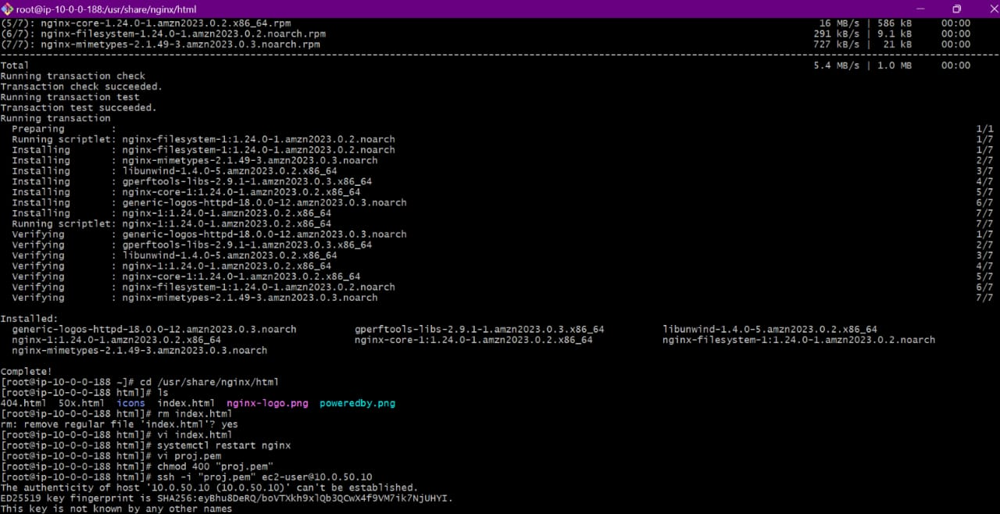 root@ip-10-0-0-188:/usr/share/nginx/html
(5/7): nginx-core-1.24.0-1.amzn2023.0.2.x86_64.rpm 16 MB/s | 586 kB 00:00
(6/7): nginx-filesystem-1.24.0-1.amzn2023.0.2.noarch.rpm 291 kB/s | 9.1 kB 00:00
(7/7): nginx-mimetypes-2.1.49-3.amzn2023.0.3.noarch.rpm 727 kB/s | 21 kB 00:00
--------------------------------------------------------------------------------
Total 5.4 MB/s | 1.0 MB 00:00
Running transaction check
Transaction check succeeded.
Running transaction test
Transaction test succeeded.
Running transaction
Preparing : 1/1
Running scriptlet: nginx-filesystem-1:1.24.0-1.amzn2023.0.2.noarch 1/7
Installing : nginx-filesystem-1:1.24.0-1.amzn2023.0.2.noarch 1/7
Installing : nginx-mimetypes-2.1.49-3.amzn2023.0.3.noarch 2/7
Installing : libunwind-1.4.0-5.amzn2023.0.2.x86_64 3/7
Installing : gperftools-libs-2.9.1-1.amzn2023.0.3.x86_64 4/7
Installing : nginx-core-1:1.24.0-1.amzn2023.0.2.x86_64 5/7
Installing : generic-logos-httpd-18.0.0-12.amzn2023.0.3.noarch 6/7
Installing : nginx-1:1.24.0-1.amzn2023.0.2.x86_64 7/7
Running scriptlet: nginx-1:1.24.0-1.amzn2023.0.2.x86_64 7/7
Verifying : generic-logos-httpd-18.0.0-12.amzn2023.0.3.noarch 1/7
Verifying : gperftools-libs-2.9.1-1.amzn2023.0.3.x86_64 2/7
Verifying : libunwind-1.4.0-5.amzn2023.0.2.x86_64 3/7
Verifying : nginx-1:1.24.0-1.amzn2023.0.2.x86_64 4/7
Verifying : nginx-core-1:1.24.0-1.amzn2023.0.2.x86_64 5/7
Verifying : nginx-filesystem-1:1.24.0-1.amzn2023.0.2.noarch 6/7
Verifying : nginx-mimetypes-2.1.49-3.amzn2023.0.3.noarch 7/7
Installed:
generic-logos-httpd-18.0.0-12.amzn2023.0.3.noarch gperftools-libs-2.9.1-1.amzn2023.0.3.x86_64 libunwind-1.4.0-5.amzn2023.0.2.x86_64
nginx-1:1.24.0-1.amzn2023.0.2.x86_64 nginx-core-1:1.24.0-1.amzn2023.0.2.x86_64 nginx-filesystem-1:1.24.0-1.amzn2023.0.2.noarch
nginx-mimetypes-2.1.49-3.amzn2023.0.3.noarch
Complete!
[root@ip-10-0-0-188 ~]# cd /usr/share/nginx/html
[root@ip-10-0-0-188 html]# ls
404.html 50x.html icons index.html nginx-logo.png poweredby.png
[root@ip-10-0-0-188 html]# rm index.html
rm: remove regular file 'index.html'? yes
[root@ip-10-0-0-188 html]# vi index.html
[root@ip-10-0-0-188 html]# systemctl restart nginx
[root@ip-10-0-0-188 html]# vi proj.pem
[root@ip-10-0-0-188 html]# chmod 400 "proj.pem"
[root@ip-10-0-0-188 html]# ssh -i "proj.pem" ec2-user@10.0.50.10
The authenticity of host '10.0.50.10 (10.0.50.10)' can't be established.
ED25519 key fingerprint is SHA256:eyBhu8DeRQ/boVTXkh9xlQb3QCwX4f9VM7ik7NjUHYI.
This key is not known by any other names